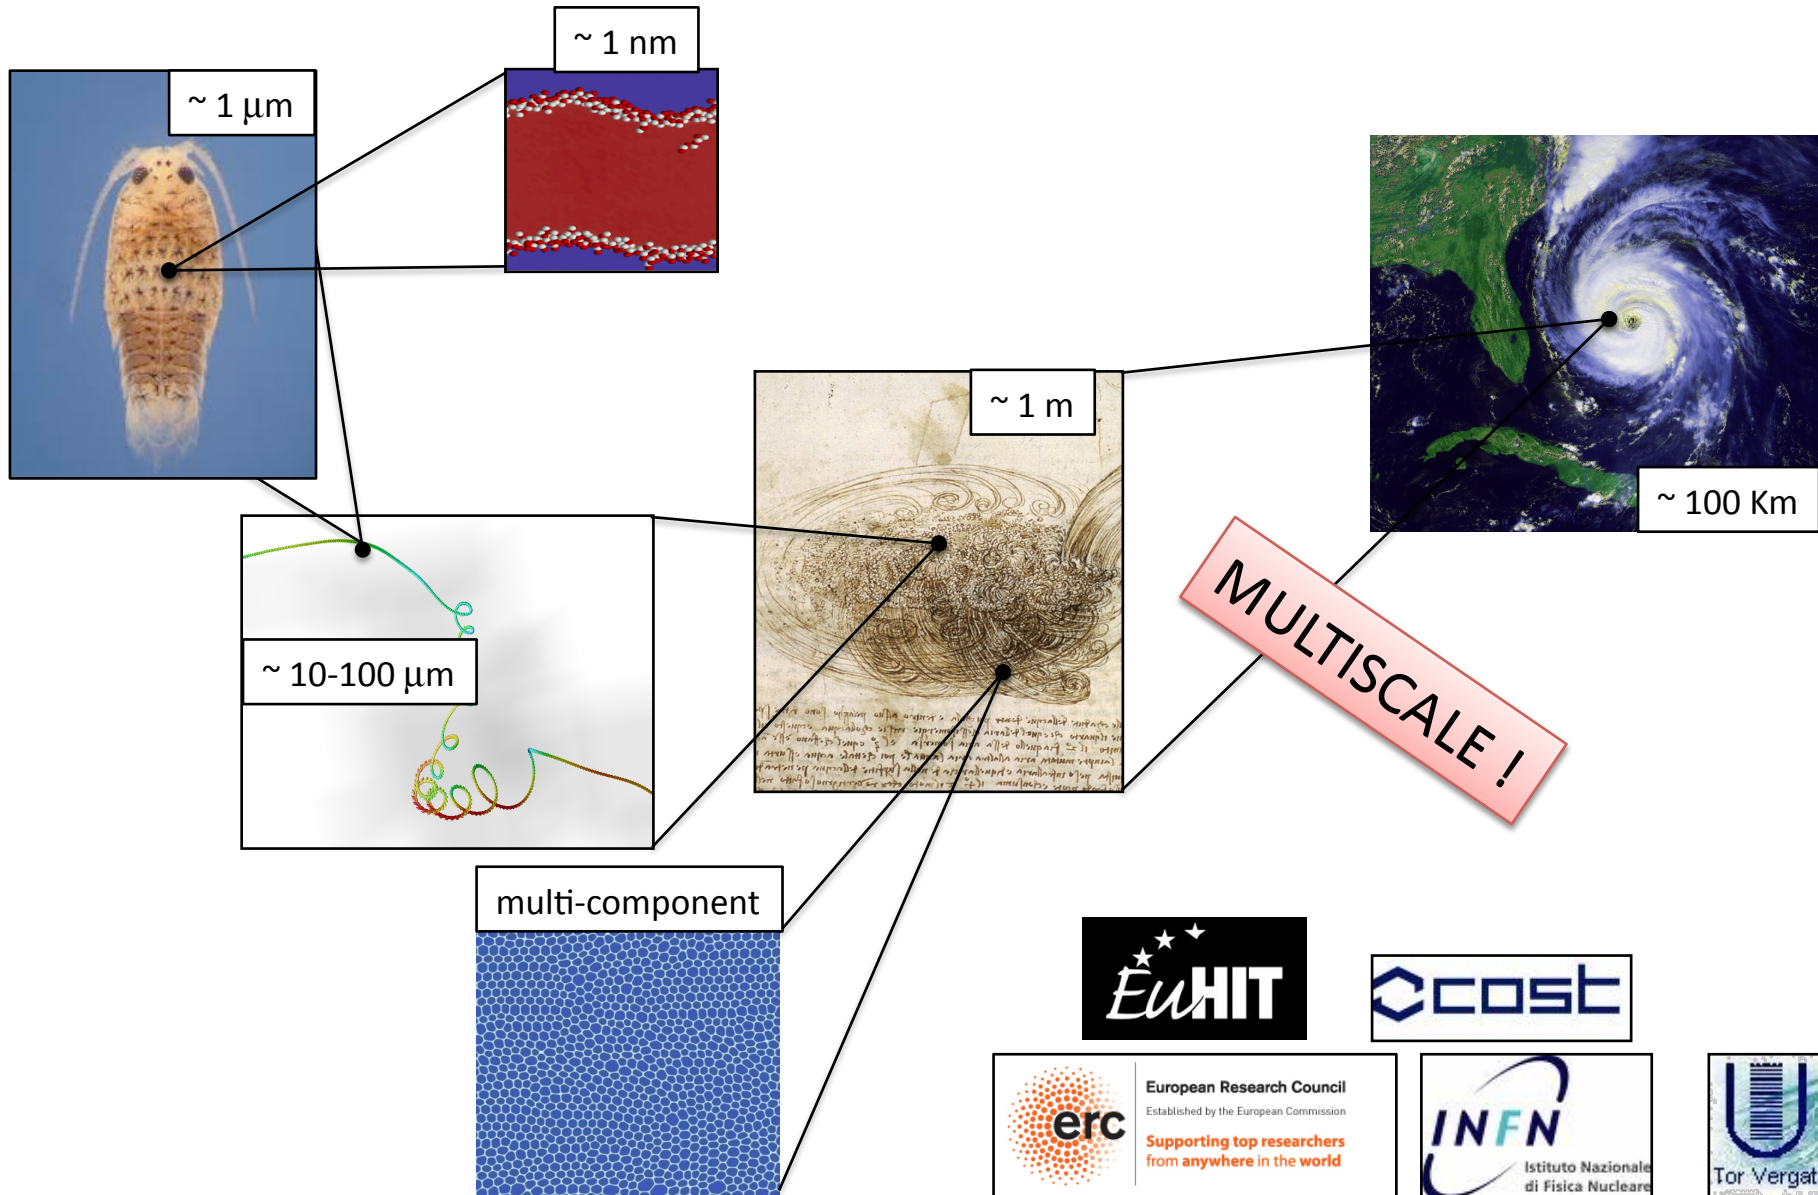 ~ 1 nm
~ 1 μm
~ 1 m
~ 100 Km
MULTISCALE !
~ 10-100 μm
multi-component
EuHIT
cost
erc
European Research Council
Established by the European Commission
Supporting top researchers
from anywhere in the world
INFN
Istituto Nazionale
di Fisica Nucleare
Tor Vergat